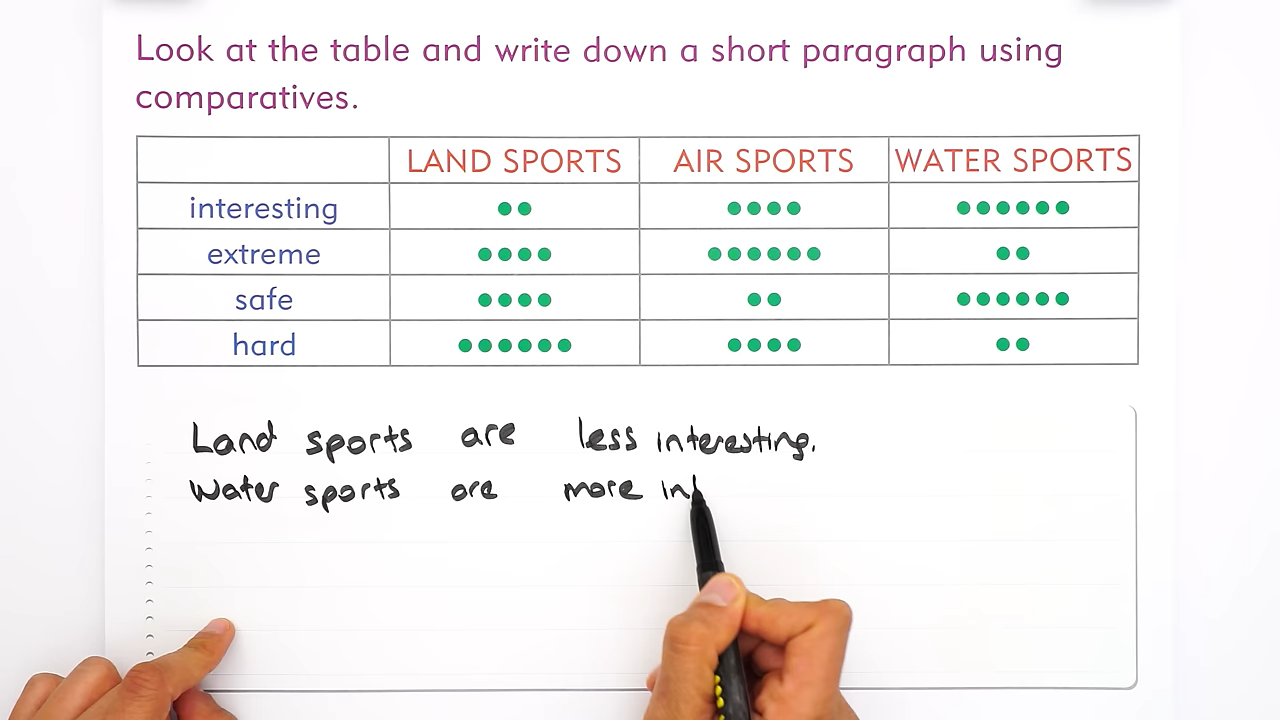 Look at the table and write down a short paragraph using
comparatives.
LAND SPORTS AIR SPORTS WATER SPORTS
interesting
extreme
safe
hard
Land sports are less interesting.
Water sports are more int